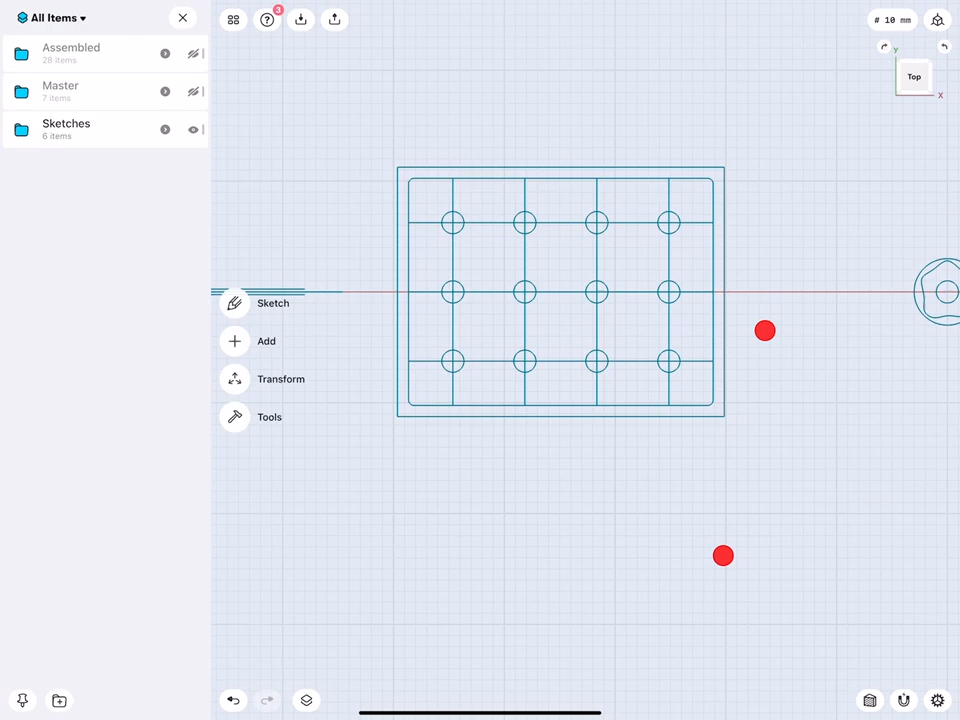 All Items
3
# 10 mm
Assembled
28 items
Master
7 items
Sketches
6 items
y
Top
x
Sketch
Add
Transform
Tools